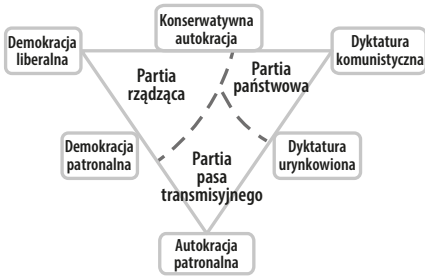 Konserwatywna
autokracja
Demokracja
liberalna
Dyktatura
komunistyczna
Partia
rządząca
Partia
państwowa
Demokracja
patronalna
Dyktatura
urynkowiona
Partia
pasa
transmisyjnego
Autokracja
patronalna